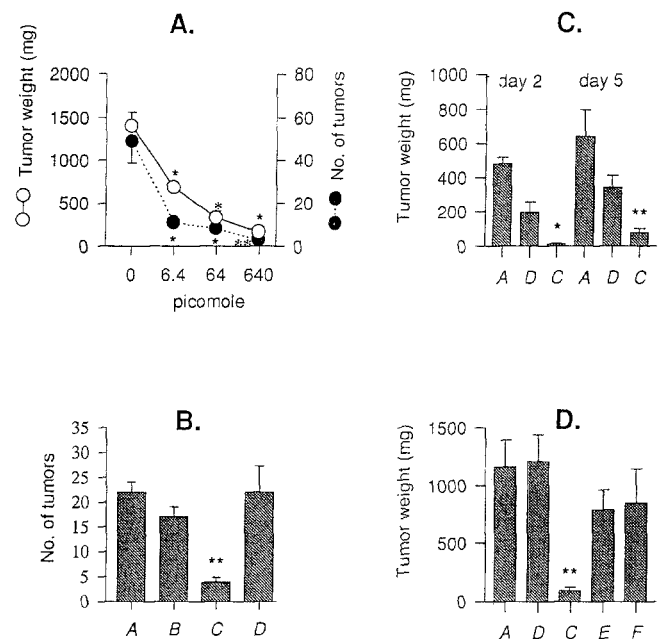 A.
Tumor weight (mg)
2000
1500
1000
500
0
No. of tumors
80
60
40
20
0
*
*
*
*
*
**
0 6.4 64 640
picomole
C.
Tumor weight (mg)
1000
800
600
400
200
0
day 2 day 5
*
**
A D C A D C
B.
No. of tumors
35
30
25
20
15
10
5
0
**
A B C D
D.
Tumor weight (mg)
1500
1000
500
0
**
A D C E F